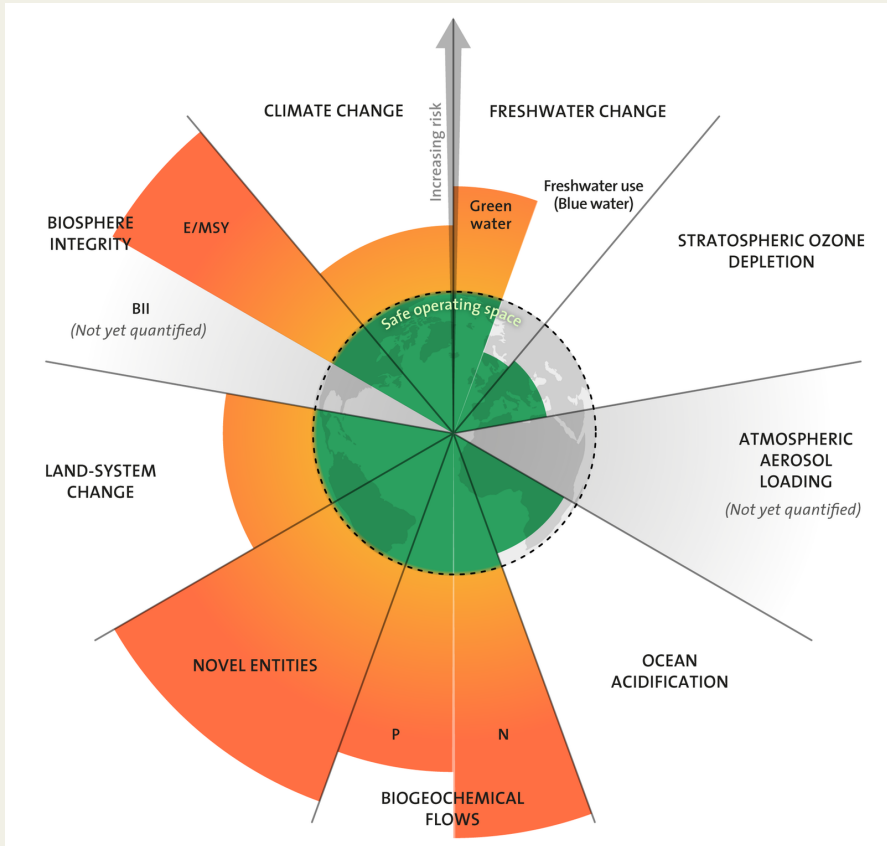 CLIMATE CHANGE
FRESHWATER CHANGE
Increasing risk
Green
water
Freshwater use
(Blue water)
BIOSPHERE
INTEGRITY
E/MSY
STRATOSPHERIC OZONE
DEPLETION
BII
(Not yet quantified)
Safe operating space
LAND-SYSTEM
CHANGE
ATMOSPHERIC
AEROSOL
LOADING
(Not yet quantified)
NOVEL ENTITIES
OCEAN
ACIDIFICATION
P
N
BIOGEOCHEMICAL
FLOWS